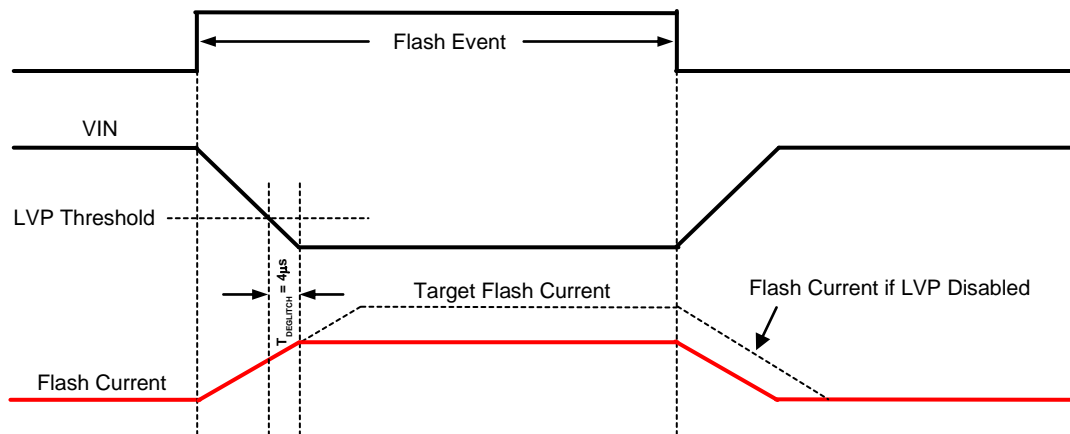 Flash Event
VIN
LVP Threshold
T DEGLITCH = 4µs
Target Flash Current
Flash Current if LVP Disabled
Flash Current